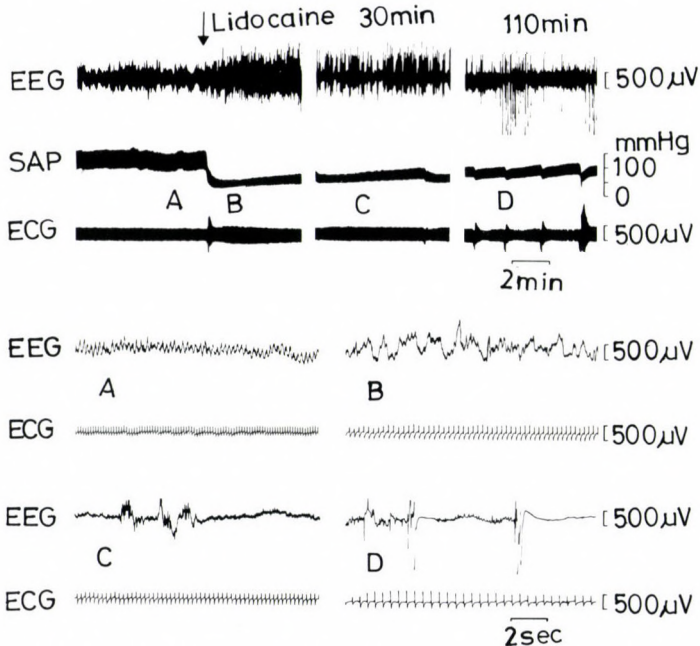 Lidocaine 30min 110min
EEG [500μV
SAP mmHg
100
0
A B C D
ECG [500μV
2min
EEG [500μV
A B
ECG [500μV
EEG [500μV
C D
ECG [500μV
2sec